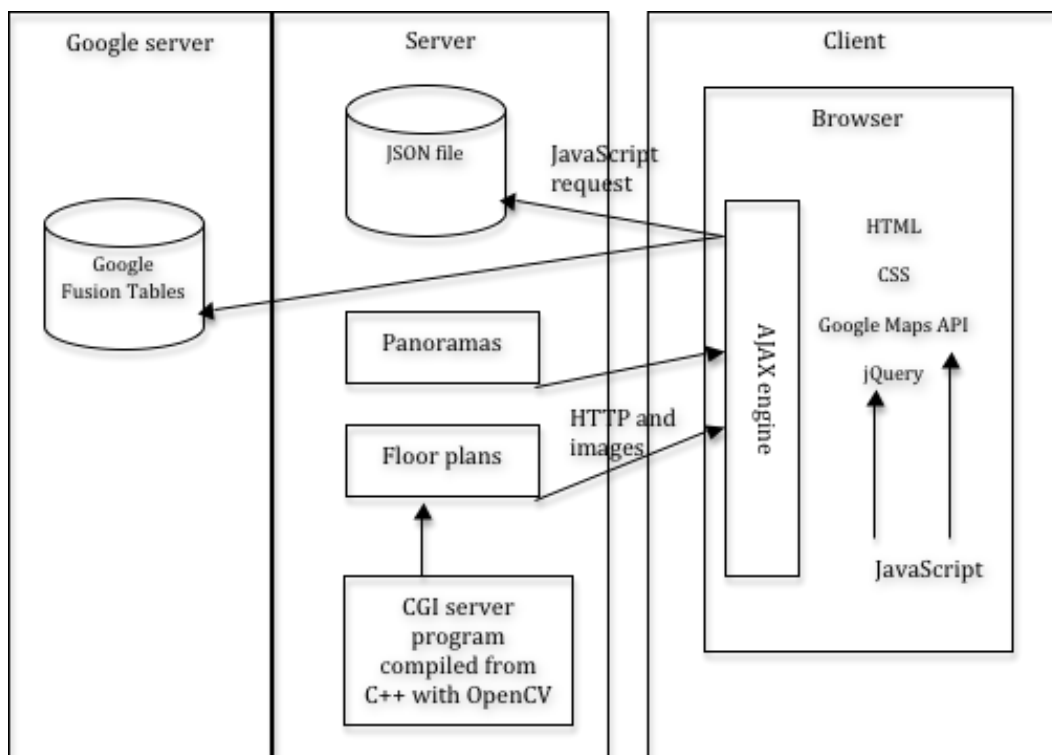 Google server
Server
Client
Browser
JSON file
JavaScript
request
Google
Fusion Tables
HTML
CSS
Google Maps API
jQuery
Panoramas
AJAX engine
HTTP and
images
Floor plans
JavaScript
CGI server
program
compiled from
C++ with OpenCV